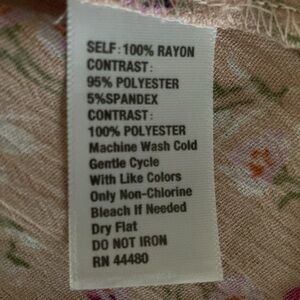 SELF: 100% RAYON
CONTRAST:
95% POLYESTER
5%SPANDEX
CONTRAST:
100% POLYESTER
Machine Wash Cold
Gentle Cycle
With Like Colors
Only Non-Chlorine
Bleach If Needed
Dry Flat
DO NOT IRON
RN 44480